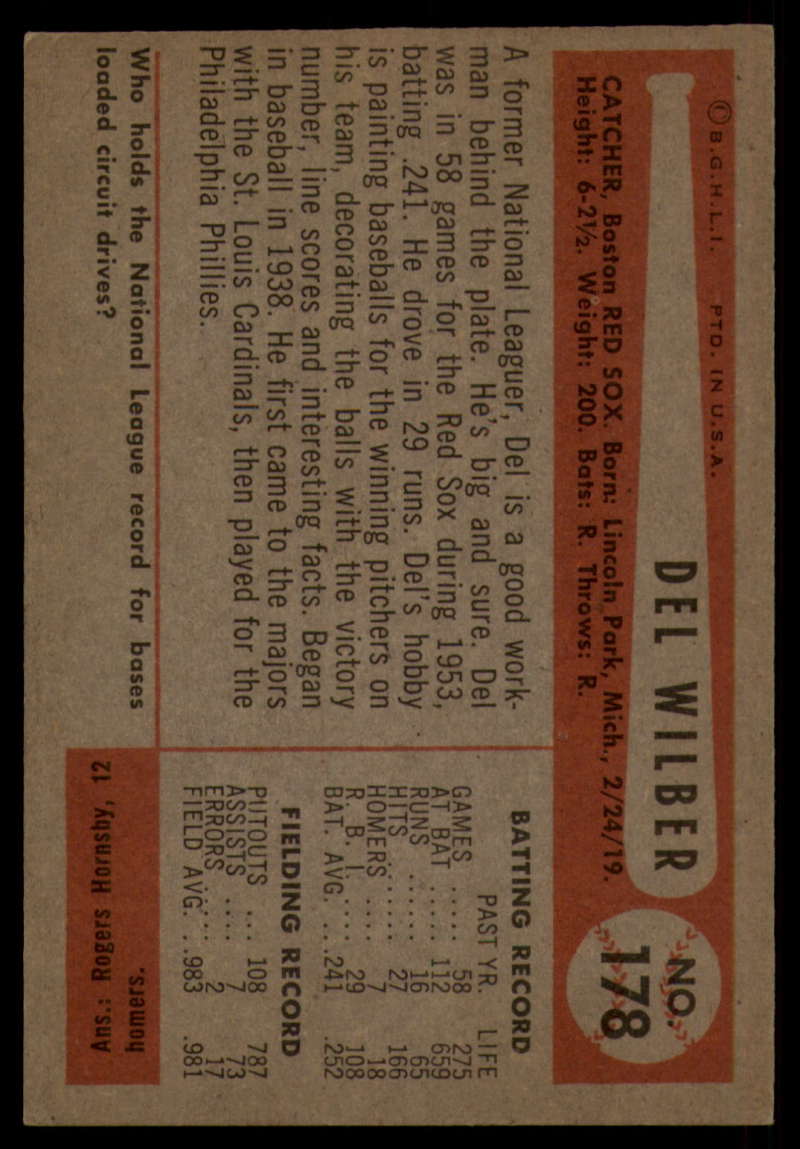 © B.G.H.L.I. PTD. IN U.S.A.
DEL WILBER
NO.
178
CATCHER, Boston RED SOX. Born: Lincoln Park, Mich., 2/24/19.
Height: 6-2½. Weight: 200. Bats: R. Throws: R.
A former National Leaguer, Del is a good work-
man behind the plate. He's big and sure. Del
was in 58 games for the Red Sox during 1953,
batting .241. He drove in 29 runs. Del's hobby
is painting baseballs for the winning pitchers on
his team, decorating the balls with the victory
number, line scores and interesting facts. Began
in baseball in 1938. He first came to the majors
with the St. Louis Cardinals, then played for the
Philadelphia Phillies.
BATTING RECORD
PAST YR. LIFE
GAMES ..... 58 275
AT BAT ..... 112 659
RUNS ...... 16 65
HITS ...... 27 166
HOMERS .... 7 18
R. B. I. .... 29 108
BAT. AVG. .. .241 .252
FIELDING RECORD
PUTOUTS ... 108 787
ASSISTS .... 7 73
ERRORS .... 2 17
FIELD AVG. . .983 .981
Who holds the National League record for bases
loaded circuit drives?
Ans.: Rogers Hornsby, 12
homers.